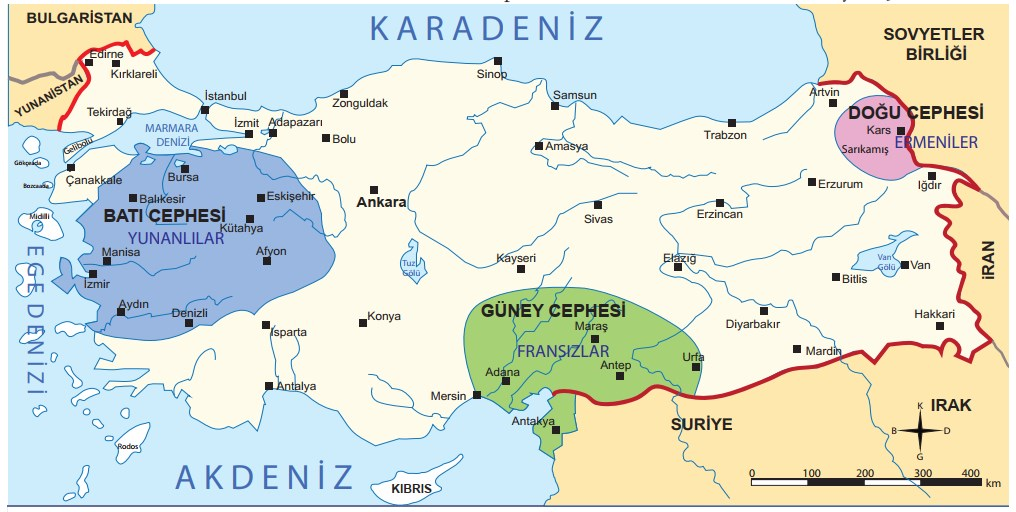 BULGARİSTAN
KARADENİZ
SOVYETLER
BİRLİĞİ
Edirne
Kırklareli
YUNANİSTAN
Tekirdağ
İstanbul
Zonguldak
Sinop
Samsun
Artvin
MARMARA
DENİZİ
İzmit
Adapazarı
Bolu
Amasya
Trabzon
DOĞU CEPHESİ
Kars
ERMENİLER
Sarıkamış
Gelibolu
Gökçeada
Bozcaada
Çanakkale
Bursa
Midilli
Balıkesir
Eskişehir
BATI CEPHESİ
Kütahya
YUNANLILAR
Ankara
Sivas
Erzincan
Erzurum
Iğdır
Manisa
Afyon
İzmir
Aydın
Denizli
EGE DENİZİ
Tuz
Gölü
Kayseri
Elazığ
Van
Gölü
Van
Bitlis
İRAN
Isparta
Konya
GÜNEY CEPHESİ
Maraş
FRANSIZLAR
Adana
Antep
Urfa
Diyarbakır
Hakkari
Mardin
Antalya
Mersin
Antakya
SURİYE
IRAK
Rodos
AKDENİZ
KIBRIS
K
B
D
G
0 100 200 300 400
km